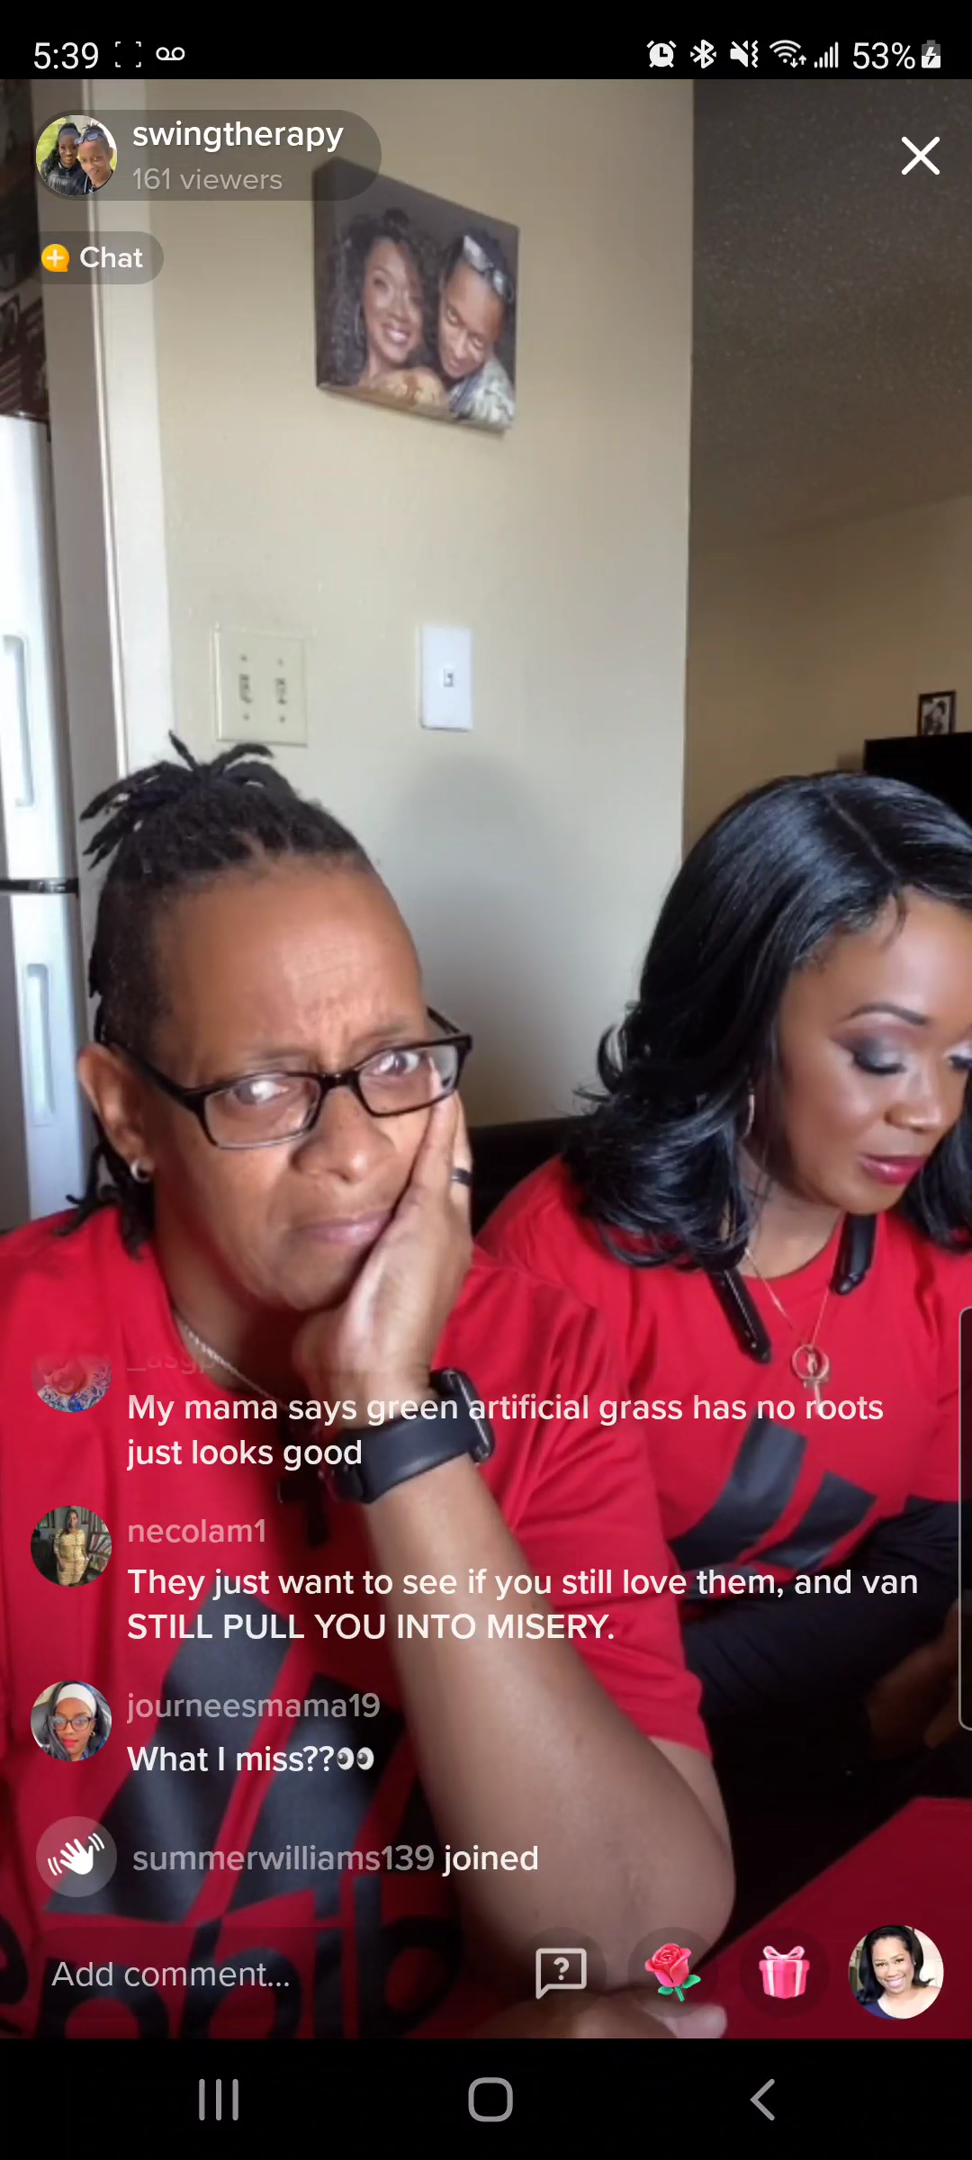 5:39
53%
swingtherapy
161 viewers
Chat
My mama says green artificial grass has no roots
just looks good
necolam1
They just want to see if you still love them, and van
STILL PULL YOU INTO MISERY.
journeesmama19
What I miss??👀
summerwilliams139 joined
Add comment...